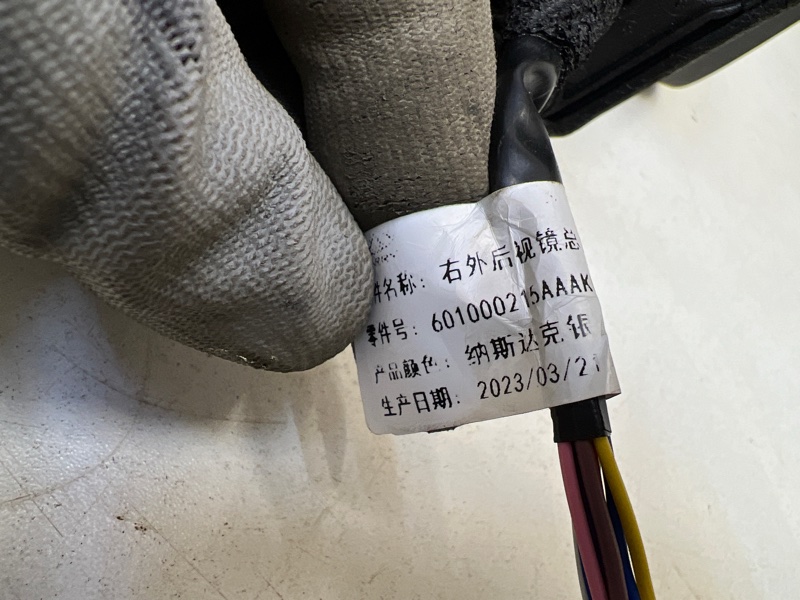 件名称：右外后视镜总
零件号：601000215AAAK
产品颜色：纳斯达克银
生产日期：2023/03/21